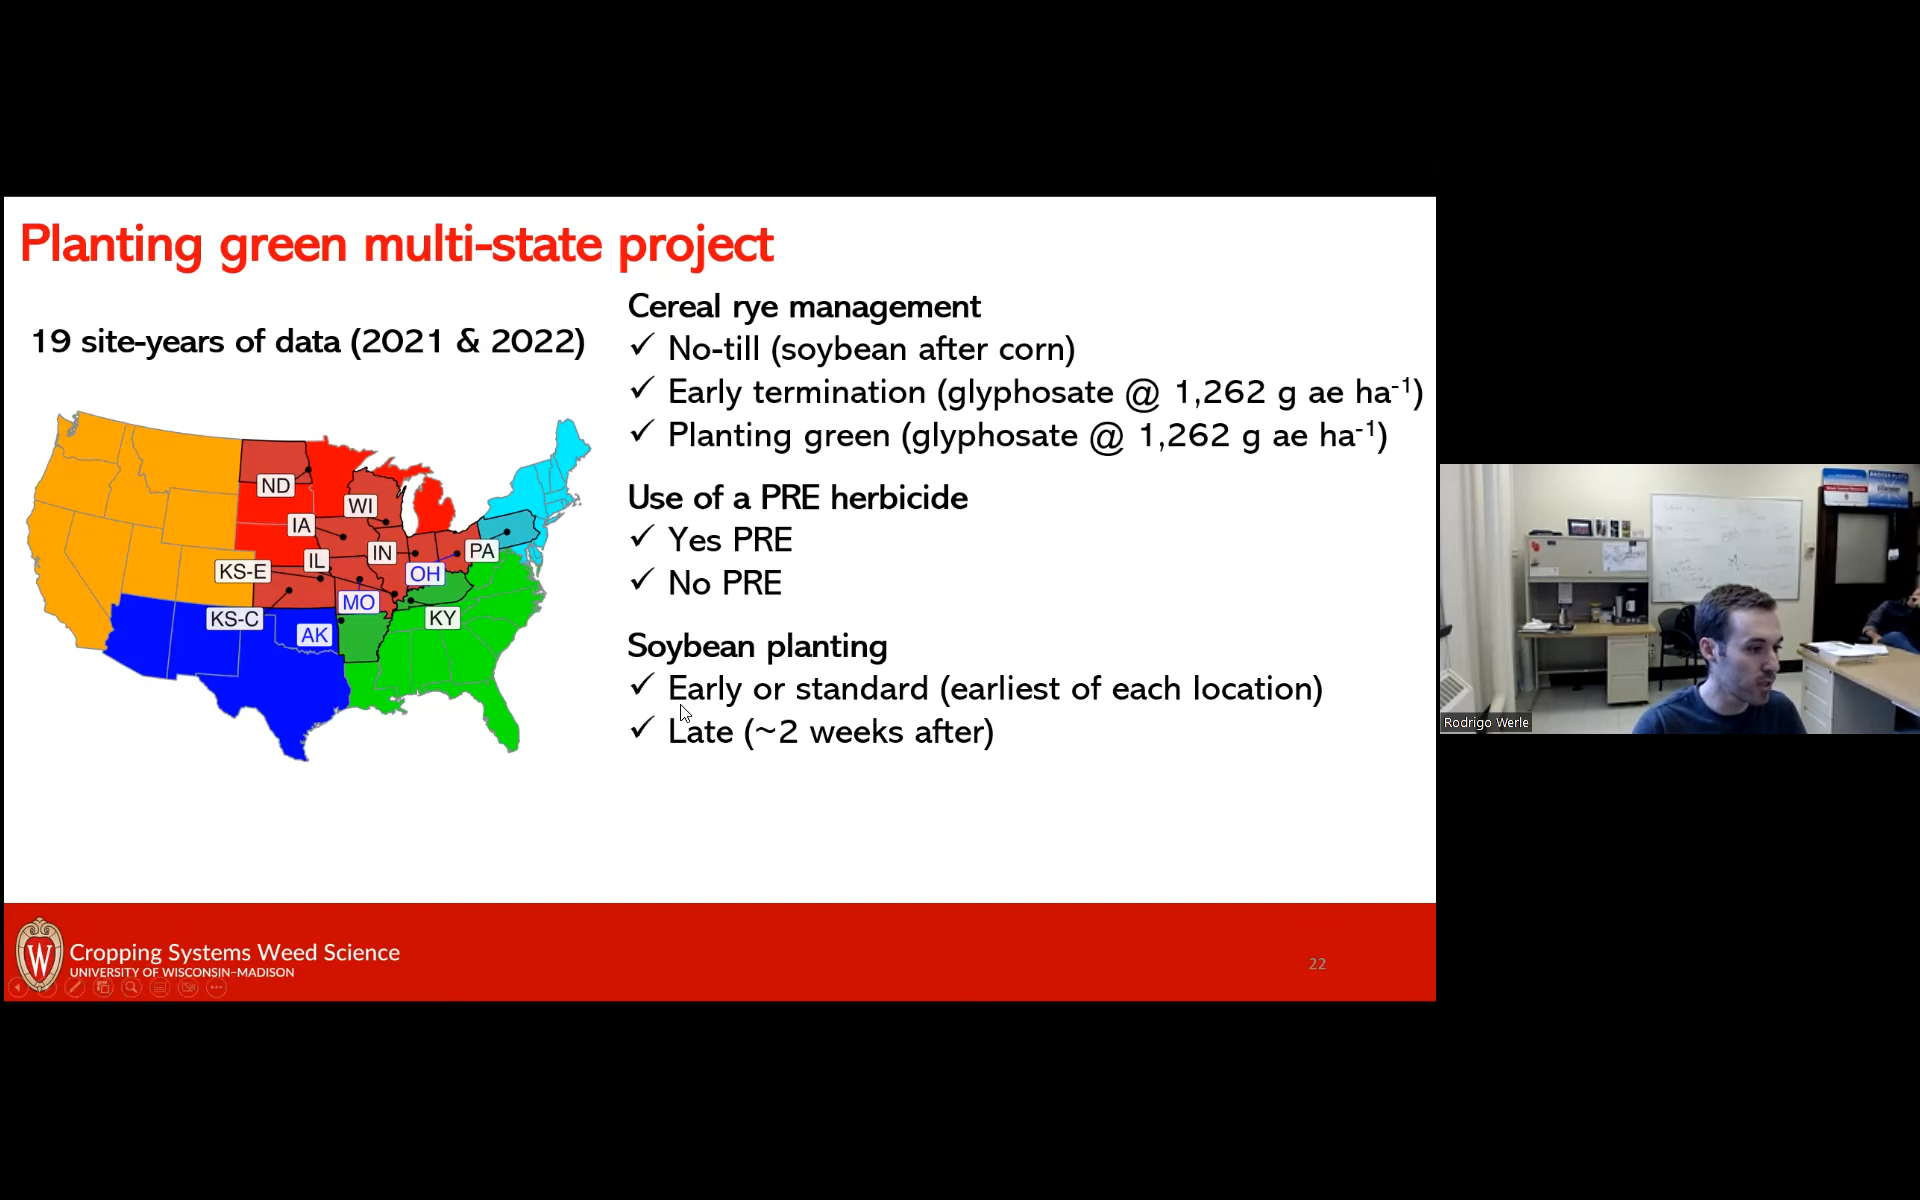 Planting green multi-state project
19 site-years of data (2021 & 2022)
ND
WI
IA
IN
PA
IL
OH
KS-E
MO
KS-C
KY
AK
Cereal rye management
✓ No-till (soybean after corn)
✓ Early termination (glyphosate @ 1,262 g ae ha⁻¹)
✓ Planting green (glyphosate @ 1,262 g ae ha⁻¹)
Use of a PRE herbicide
✓ Yes PRE
✓ No PRE
Soybean planting
✓ Early or standard (earliest of each location)
✓ Late (~2 weeks after)
W
Cropping Systems Weed Science
UNIVERSITY OF WISCONSIN–MADISON
22
Rodrigo Werle